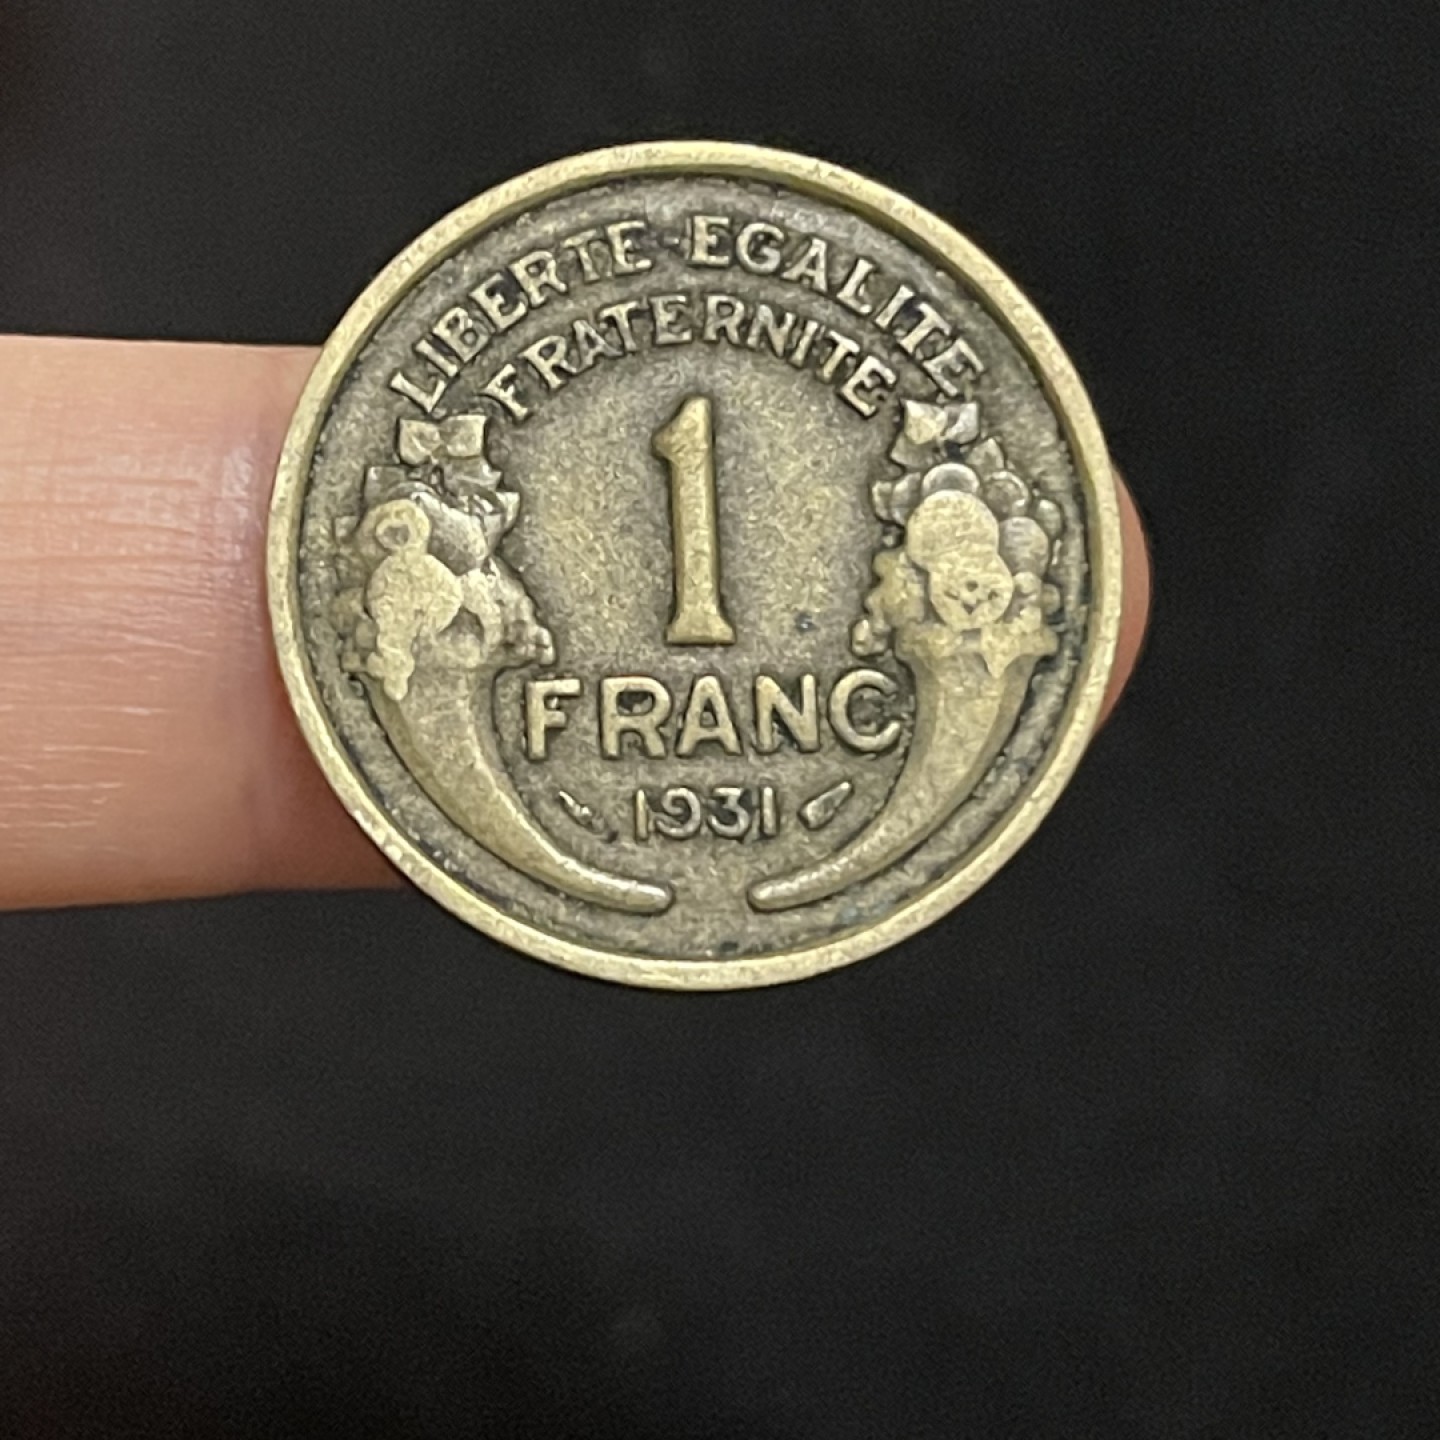 LIBERTE - EGALITE
FRATERNITE
1
FRANC
1931